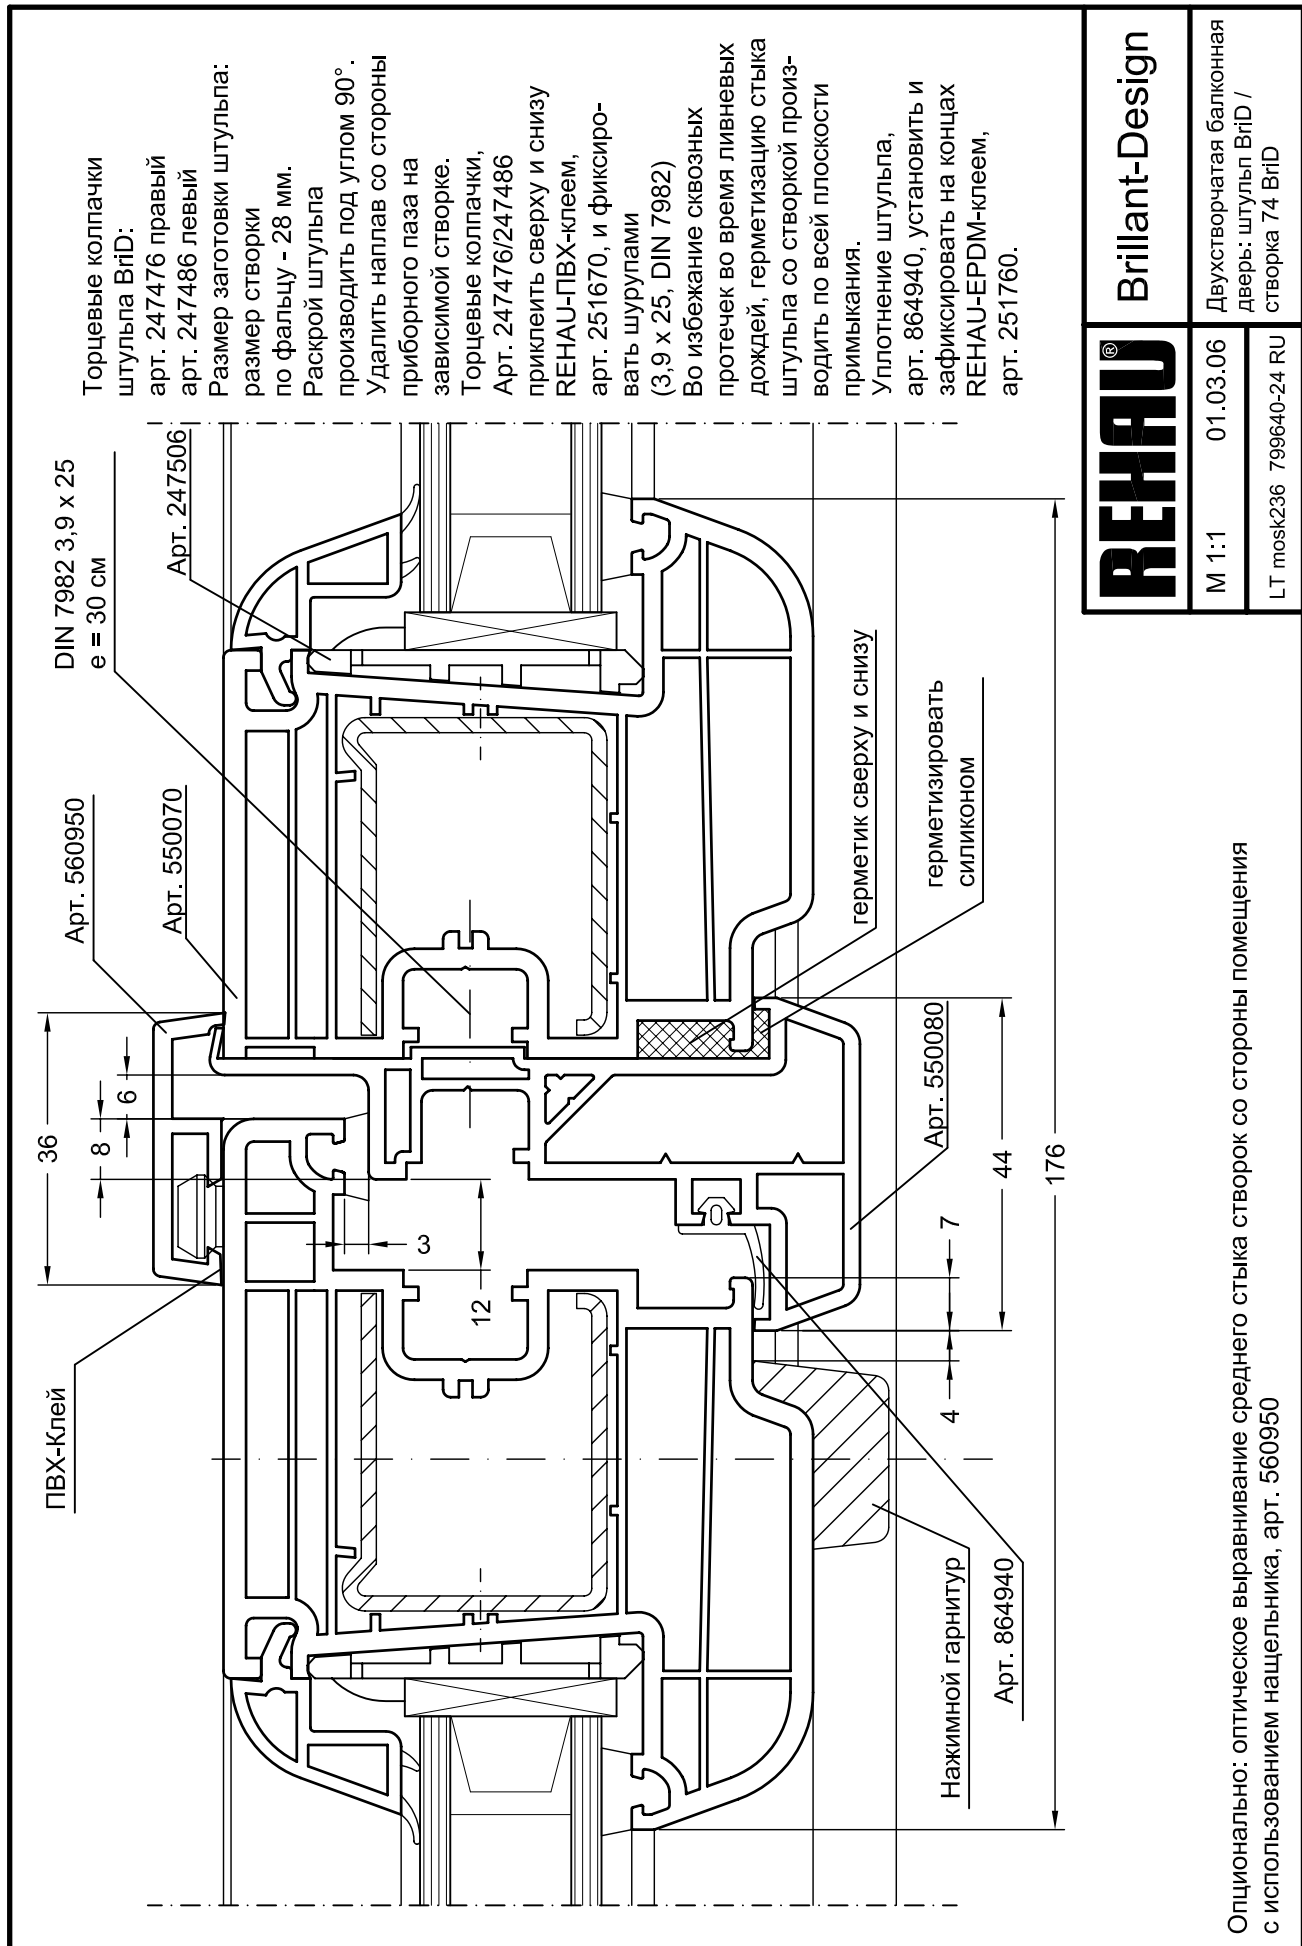 Торцевые колпачки
штульпа BriD:
арт. 247476 правый
арт. 247486 левый
Размер заготовки штульпа:
размер створки
по фальцу - 28 мм.
Раскрой штульпа
производить под углом 90°.
Удалить наплав со стороны
приборного паза на
зависимой створке.
Торцевые колпачки,
Арт. 247476/247486
приклеить сверху и снизу
REHAU-ПВХ-клеем,
арт. 251670, и фиксиро-
вать шурупами
(3,9 x 25, DIN 7982)
Во избежание сквозных
протечек во время ливневых
дождей, герметизацию стыка
штульпа со створкой произ-
водить по всей плоскости
примыкания.
Уплотнение штульпа,
арт. 864940, установить и
зафиксировать на концах
REHAU-EPDM-клеем,
арт. 251760.
DIN 7982 3,9 x 25
e = 30 см
Арт. 247506
Арт. 560950
Арт. 550070
ПВХ-Клей
36
8
6
3
12
герметик сверху и снизу
герметизировать
силиконом
Арт. 550080
7
4
44
176
Нажимной гарнитур
Арт. 864940
Опционально: оптическое выравнивание среднего стыка створок со стороны помещения
с использованием нащельника, арт. 560950
REHAU®
Brillant-Design
M 1:1 01.03.06
Двухстворчатая балконная
дверь: штульп BriD /
створка 74 BriD
LT mosk236 799640-24 RU